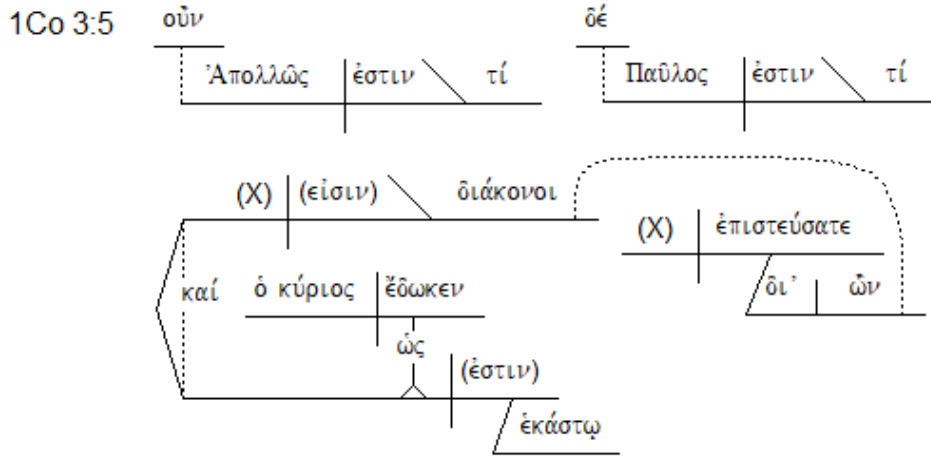 1Co 3:5 οὖν δέ
Ἀπολλῶς ἐστιν τί Παῦλος ἐστιν τί
(X) (εἰσιν) διάκονοι
(X) ἐπιστεύσατε
καί ὁ κύριος ἔδωκεν δι' ὧν
ὡς
(ἐστιν)
ἑκάστῳ